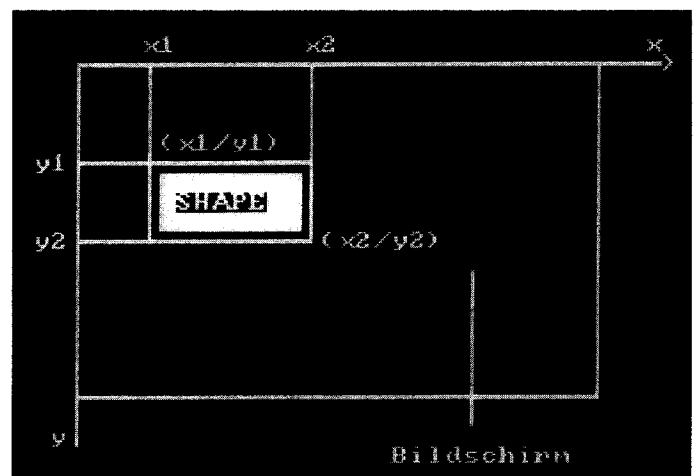 x1 x2 x
(x1/y1)
y1
SHAPE
y2 (x2/y2)
y
Bildschirm